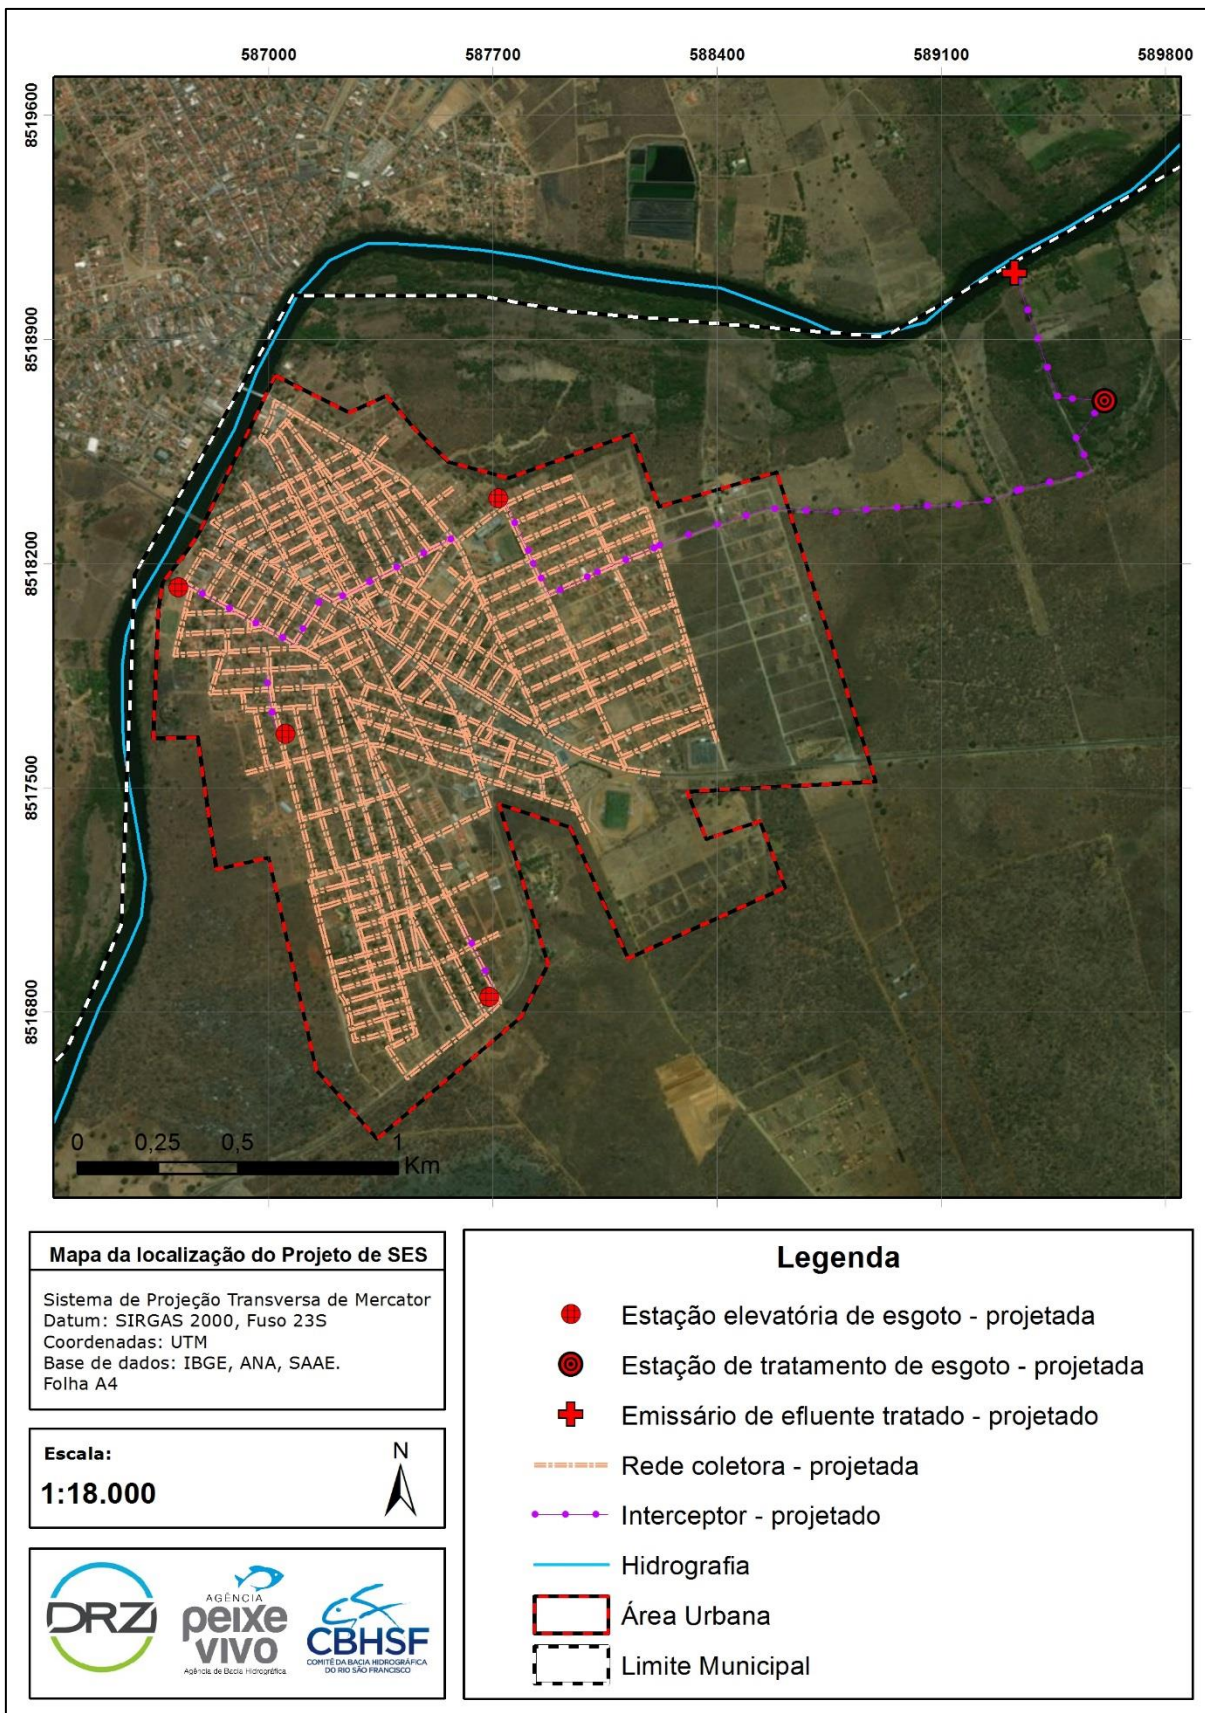 587000
587700
588400
589100
589800
8519600
8518900
8518200
8517500
8516800
0 0,25 0,5 1
Km
Mapa da localização do Projeto de SES
Sistema de Projeção Transversa de Mercator
Datum: SIRGAS 2000, Fuso 23S
Coordenadas: UTM
Base de dados: IBGE, ANA, SAAE.
Folha A4
Escala:
1:18.000
N
DRZ
AGÊNCIA
peixe
vivo
Agência de Bacia Hidrográfica
CBHSF
COMITÊ DA BACIA HIDROGRÁFICA
DO RIO SÃO FRANCISCO
Legenda
Estação elevatória de esgoto - projetada
Estação de tratamento de esgoto - projetada
Emissário de efluente tratado - projetado
Rede coletora - projetada
Interceptor - projetado
Hidrografia
Área Urbana
Limite Municipal